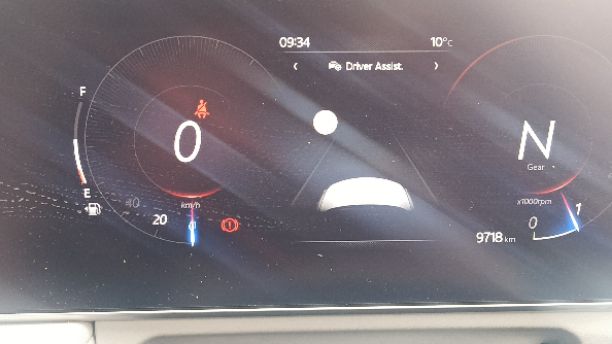 09:34 10°C
‹ Driver Assist. ›
F
0
N
Gear
E
km/h
x1000rpm
40
20
0
0
1
9718 km